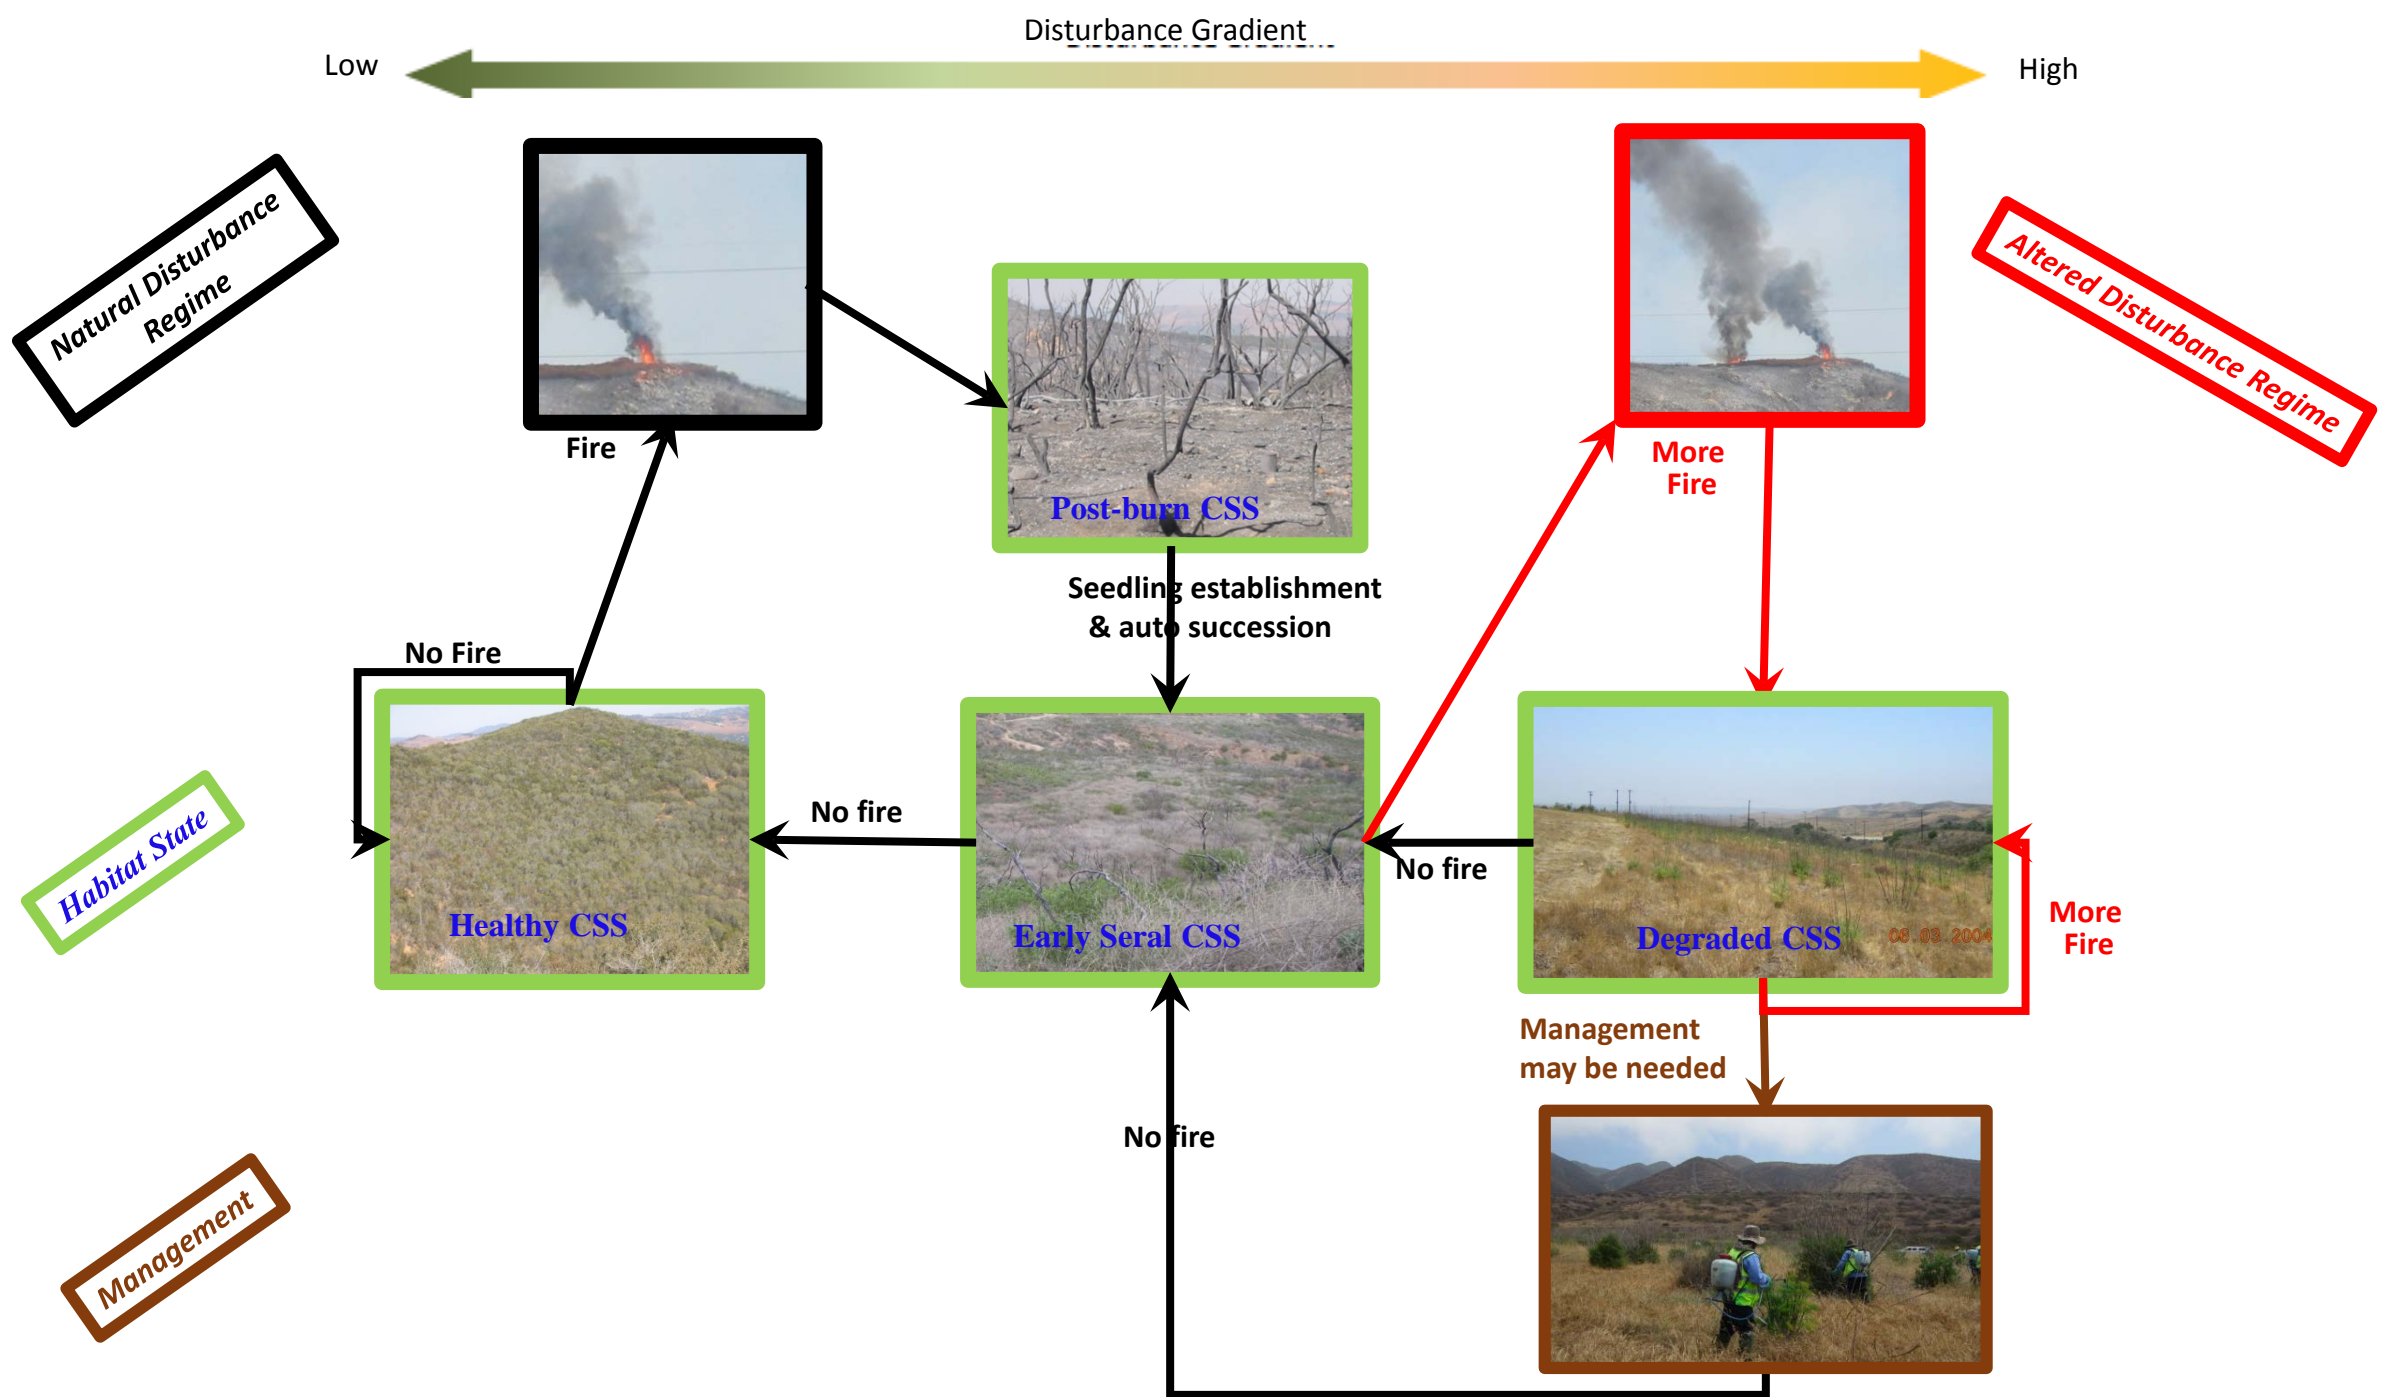 Disturbance Gradient
Low
High
Natural Disturbance
Regime
Altered Disturbance Regime
Fire
More
Fire
Post-burn CSS
Seedling establishment
& auto succession
No Fire
No fire
No fire
Habitat State
Healthy CSS
Early Seral CSS
Degraded CSS
08.03.2004
More
Fire
Management
may be needed
No fire
Management